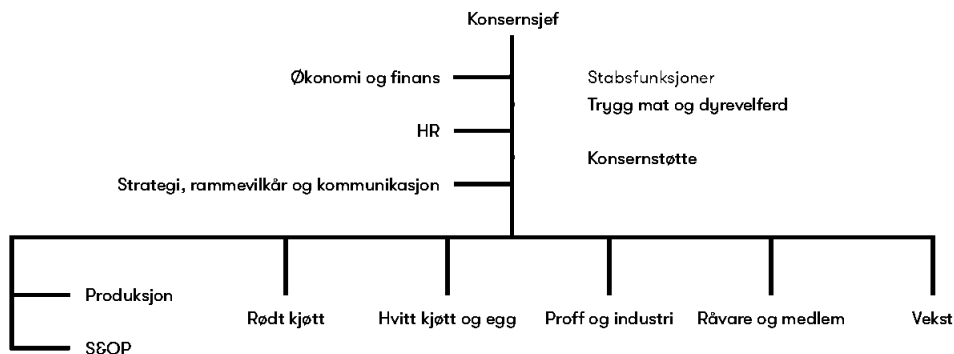 Konsernsjef
Økonomi og finans
Stabsfunksjoner
Trygg mat og dyrevelferd
HR
Konsernstøtte
Strategi, rammevilkår og kommunikasjon
Produksjon
Rødt kjøtt
Hvitt kjøtt og egg
Proff og industri
Råvare og medlem
Vekst
S&OP